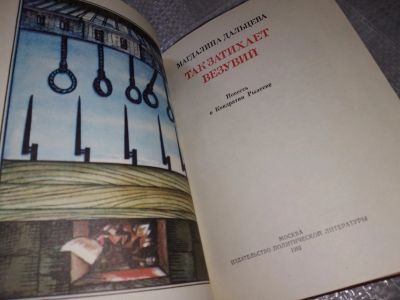 МАГДАЛИНА ДАЛЬЦЕВА
ТАК ЗАТИХАЕТ
ВЕЗУВИЙ
Повесть
о Кондратии Рылееве
МОСКВА
ИЗДАТЕЛЬСТВО ПОЛИТИЧЕСКОЙ ЛИТЕРАТУРЫ